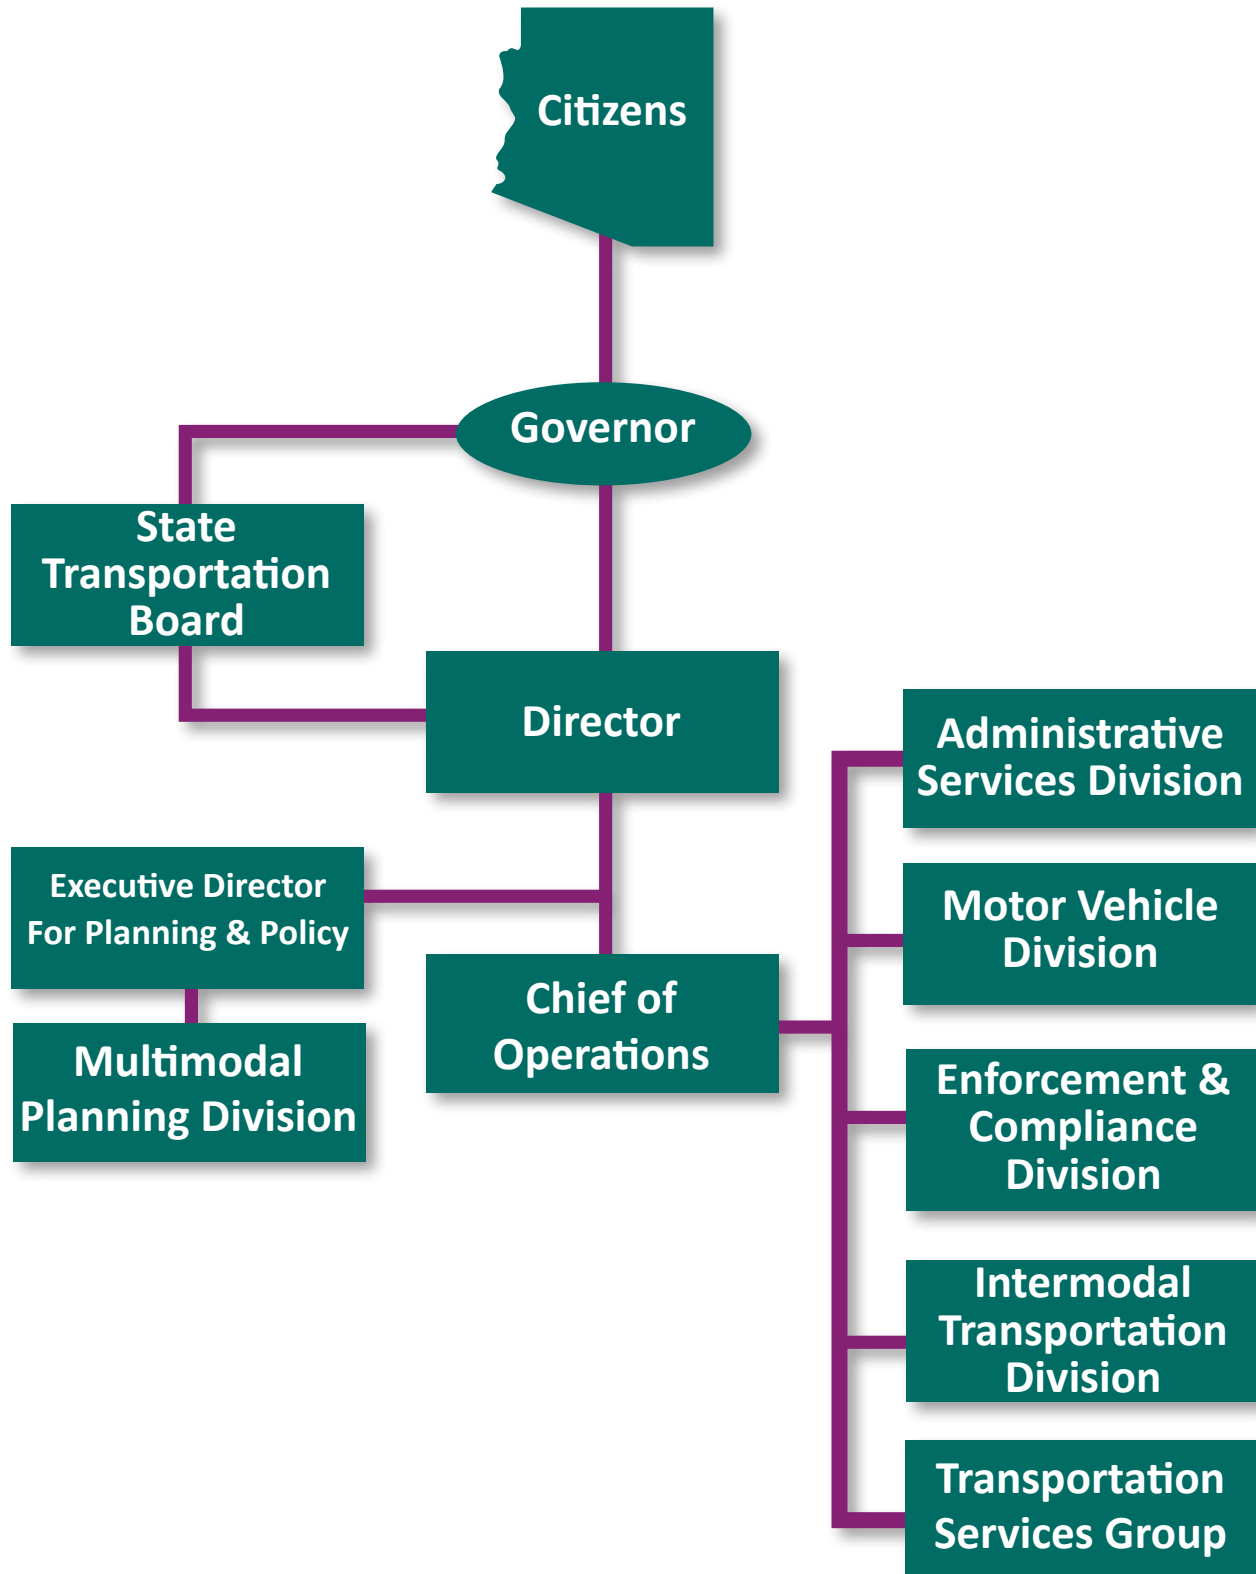 Citizens
Governor
State
Transportation
Board
Director
Executive Director
For Planning & Policy
Multimodal
Planning Division
Chief of
Operations
Administrative
Services Division
Motor Vehicle
Division
Enforcement &
Compliance
Division
Intermodal
Transportation
Division
Transportation
Services Group